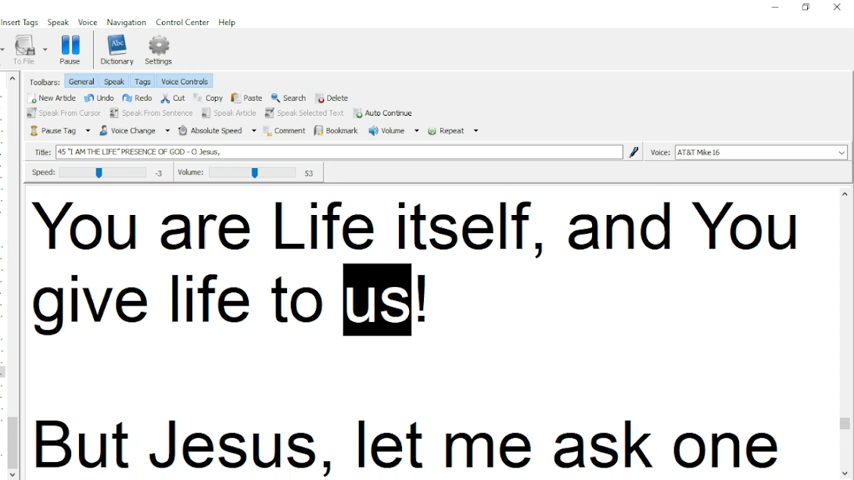 Insert Tags Speak Voice Navigation Control Center Help
To File Pause Dictionary Settings
Abc
Toolbars: General Speak Tags Voice Controls
New Article Undo Redo Cut Copy Paste Search Delete
Speak From Cursor Speak From Sentence Speak Article Speak Selected Text Auto Continue
Pause Tag Voice Change Absolute Speed Comment Bookmark Volume Repeat
Title: 45 "I AM THE LIFE" PRESENCE OF GOD - O Jesus, Voice: AT&T Mike16
Speed: -3 Volume: 53
You are Life itself, and You
give life to us!
But Jesus, let me ask one